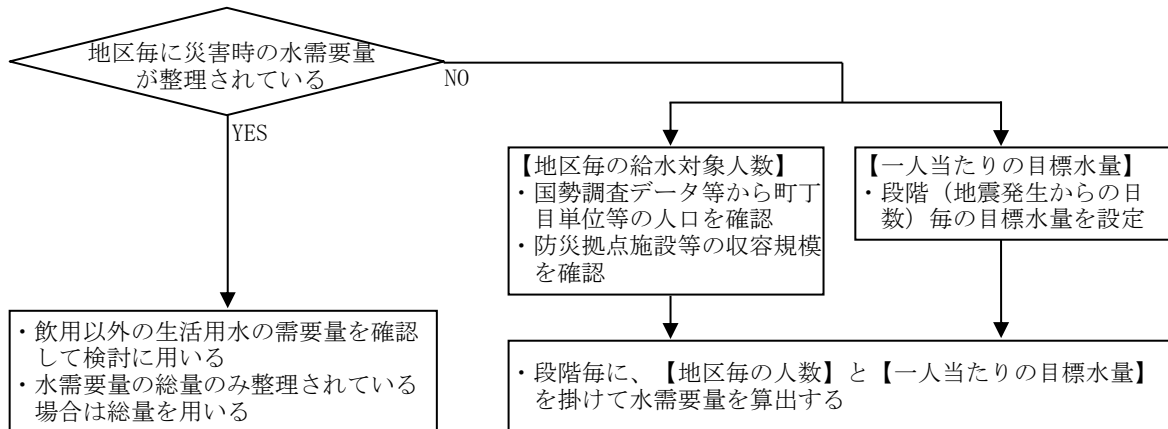 地区毎に災害時の水需要量
が整理されている
NO
YES
【地区毎の給水対象人数】
・国勢調査データ等から町丁
目単位等の人口を確認
・防災拠点施設等の収容規模
を確認
【一人当たりの目標水量】
・段階（地震発生からの日
数）毎の目標水量を設定
・飲用以外の生活用水の需要量を確認
して検討に用いる
・水需要量の総量のみ整理されている
場合は総量を用いる
・段階毎に、【地区毎の人数】と【一人当たりの目標水量】
を掛けて水需要量を算出する